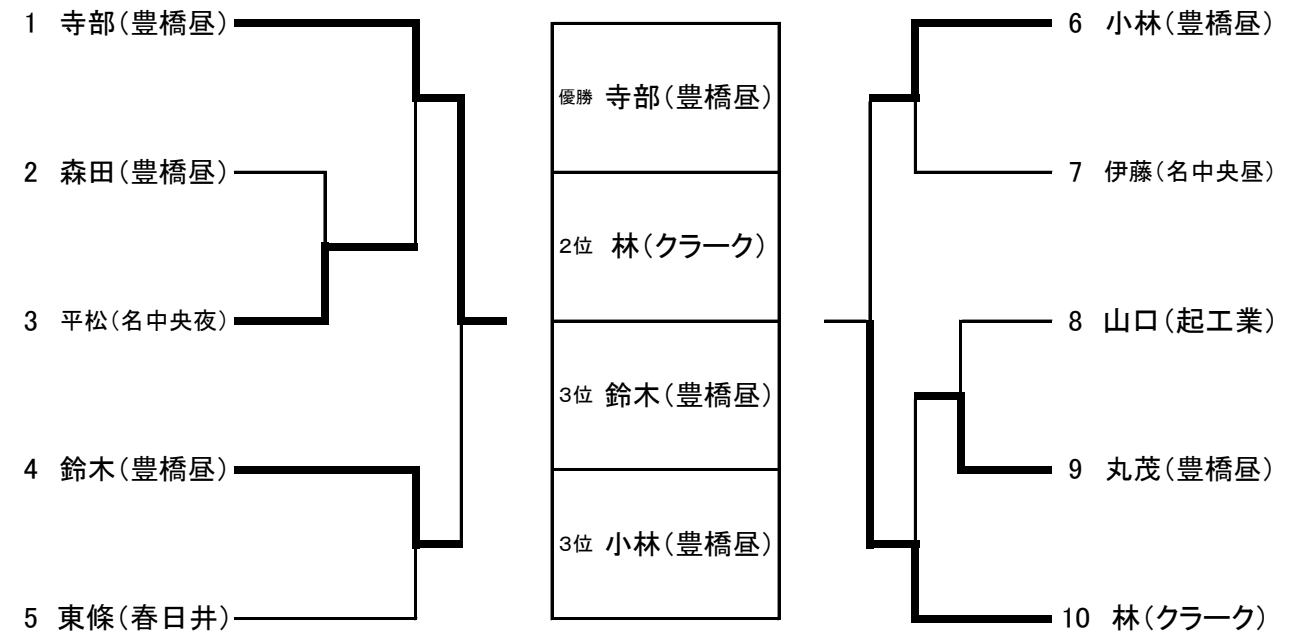 1 寺部(豊橋昼)
2 森田(豊橋昼)
3 平松(名中央夜)
4 鈴木(豊橋昼)
5 東條(春日井)
優勝 寺部(豊橋昼)
2位 林(クラーク)
3位 鈴木(豊橋昼)
3位 小林(豊橋昼)
6 小林(豊橋昼)
7 伊藤(名中央昼)
8 山口(起工業)
9 丸茂(豊橋昼)
10 林(クラーク)